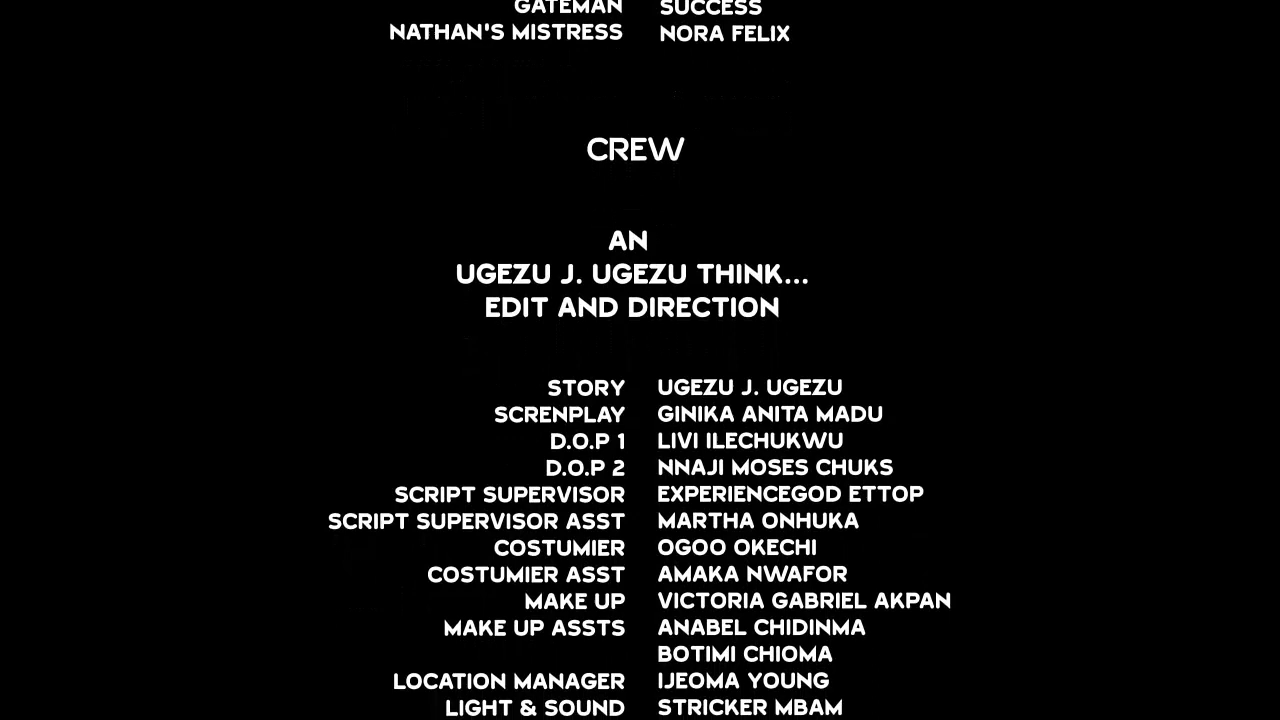 GATEMAN SUCCESS
NATHAN'S MISTRESS NORA FELIX
CREW
AN
UGEZU J. UGEZU THINK...
EDIT AND DIRECTION
STORY UGEZU J. UGEZU
SCRENPLAY GINIKA ANITA MADU
D.O.P 1 LIVI ILECHUKWU
D.O.P 2 NNAJI MOSES CHUKS
SCRIPT SUPERVISOR EXPERIENCEGOD ETTOP
SCRIPT SUPERVISOR ASST MARTHA ONHUKA
COSTUMIER OGOO OKECHI
COSTUMIER ASST AMAKA NWAFOR
MAKE UP VICTORIA GABRIEL AKPAN
MAKE UP ASSTS ANABEL CHIDINMA
BOTIMI CHIOMA
LOCATION MANAGER IJEOMA YOUNG
LIGHT & SOUND STRICKER MBAM